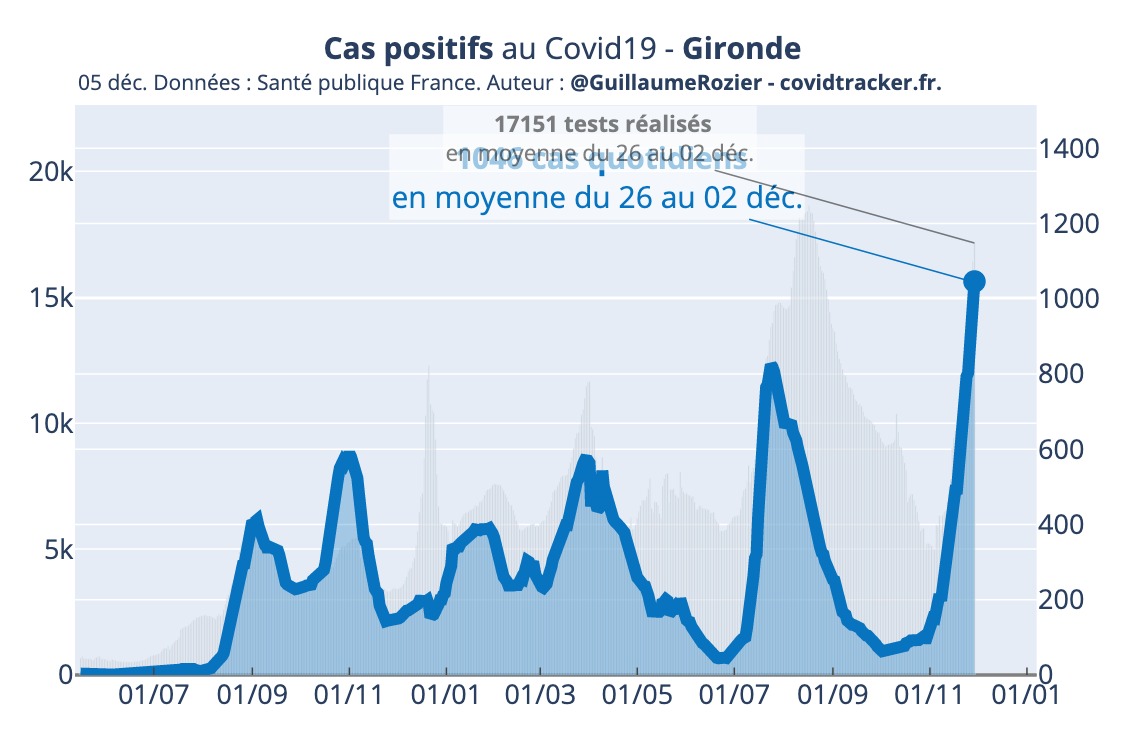 Cas positifs au Covid19 - Gironde
05 déc. Données : Santé publique France. Auteur : @GuillaumeRozier - covidtracker.fr.
17151 tests réalisés
en moyenne du 26 au 02 déc.
1046 cas quotidiens
en moyenne du 26 au 02 déc.
20k
15k
10k
5k
0
1400
1200
1000
800
600
400
200
0
01/07 01/09 01/11 01/01 01/03 01/05 01/07 01/09 01/11 01/01